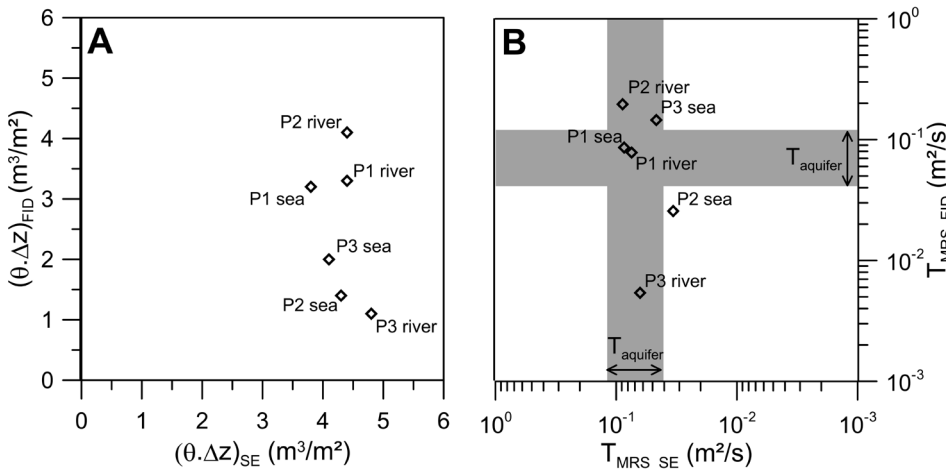 A
(θ.Δz)FID (m³/m²)
6
5
4
3
2
1
0
P2 river
P1 river
P1 sea
P3 sea
P2 sea
P3 river
0 1 2 3 4 5 6
(θ.Δz)SE (m³/m²)
B
P2 river
P3 sea
P1 sea
P1 river
Taquifer
P2 sea
P3 river
Taquifer
10⁰
10⁻¹
10⁻²
10⁻³
TMRS_FID (m²/s)
10⁰ 10⁻¹ 10⁻² 10⁻³
TMRS_SE (m²/s)